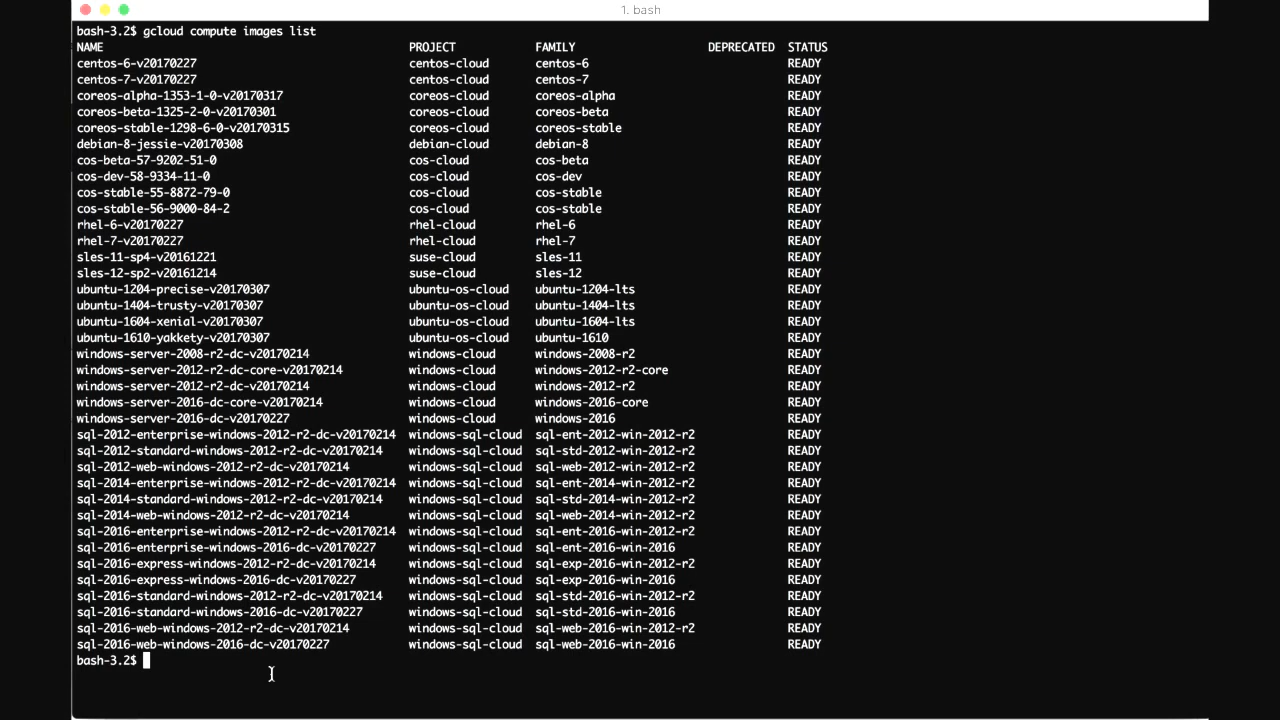 1. bash
bash-3.2$ gcloud compute images list
NAME PROJECT FAMILY DEPRECATED STATUS
centos-6-v20170227 centos-cloud centos-6 READY
centos-7-v20170227 centos-cloud centos-7 READY
coreos-alpha-1353-1-0-v20170317 coreos-cloud coreos-alpha READY
coreos-beta-1325-2-0-v20170301 coreos-cloud coreos-beta READY
coreos-stable-1298-6-0-v20170315 coreos-cloud coreos-stable READY
debian-8-jessie-v20170308 debian-cloud debian-8 READY
cos-beta-57-9202-51-0 cos-cloud cos-beta READY
cos-dev-58-9334-11-0 cos-cloud cos-dev READY
cos-stable-55-8872-79-0 cos-cloud cos-stable READY
cos-stable-56-9000-84-2 cos-cloud cos-stable READY
rhel-6-v20170227 rhel-cloud rhel-6 READY
rhel-7-v20170227 rhel-cloud rhel-7 READY
sles-11-sp4-v20161221 suse-cloud sles-11 READY
sles-12-sp2-v20161214 suse-cloud sles-12 READY
ubuntu-1204-precise-v20170307 ubuntu-os-cloud ubuntu-1204-lts READY
ubuntu-1404-trusty-v20170307 ubuntu-os-cloud ubuntu-1404-lts READY
ubuntu-1604-xenial-v20170307 ubuntu-os-cloud ubuntu-1604-lts READY
ubuntu-1610-yakkety-v20170307 ubuntu-os-cloud ubuntu-1610 READY
windows-server-2008-r2-dc-v20170214 windows-cloud windows-2008-r2 READY
windows-server-2012-r2-dc-core-v20170214 windows-cloud windows-2012-r2-core READY
windows-server-2012-r2-dc-v20170214 windows-cloud windows-2012-r2 READY
windows-server-2016-dc-core-v20170214 windows-cloud windows-2016-core READY
windows-server-2016-dc-v20170227 windows-cloud windows-2016 READY
sql-2012-enterprise-windows-2012-r2-dc-v20170214 windows-sql-cloud sql-ent-2012-win-2012-r2 READY
sql-2012-standard-windows-2012-r2-dc-v20170214 windows-sql-cloud sql-std-2012-win-2012-r2 READY
sql-2012-web-windows-2012-r2-dc-v20170214 windows-sql-cloud sql-web-2012-win-2012-r2 READY
sql-2014-enterprise-windows-2012-r2-dc-v20170214 windows-sql-cloud sql-ent-2014-win-2012-r2 READY
sql-2014-standard-windows-2012-r2-dc-v20170214 windows-sql-cloud sql-std-2014-win-2012-r2 READY
sql-2014-web-windows-2012-r2-dc-v20170214 windows-sql-cloud sql-web-2014-win-2012-r2 READY
sql-2016-enterprise-windows-2012-r2-dc-v20170214 windows-sql-cloud sql-ent-2016-win-2012-r2 READY
sql-2016-enterprise-windows-2016-dc-v20170227 windows-sql-cloud sql-ent-2016-win-2016 READY
sql-2016-express-windows-2012-r2-dc-v20170214 windows-sql-cloud sql-exp-2016-win-2012-r2 READY
sql-2016-express-windows-2016-dc-v20170227 windows-sql-cloud sql-exp-2016-win-2016 READY
sql-2016-standard-windows-2012-r2-dc-v20170214 windows-sql-cloud sql-std-2016-win-2012-r2 READY
sql-2016-standard-windows-2016-dc-v20170227 windows-sql-cloud sql-std-2016-win-2016 READY
sql-2016-web-windows-2012-r2-dc-v20170214 windows-sql-cloud sql-web-2016-win-2012-r2 READY
sql-2016-web-windows-2016-dc-v20170227 windows-sql-cloud sql-web-2016-win-2016 READY
bash-3.2$